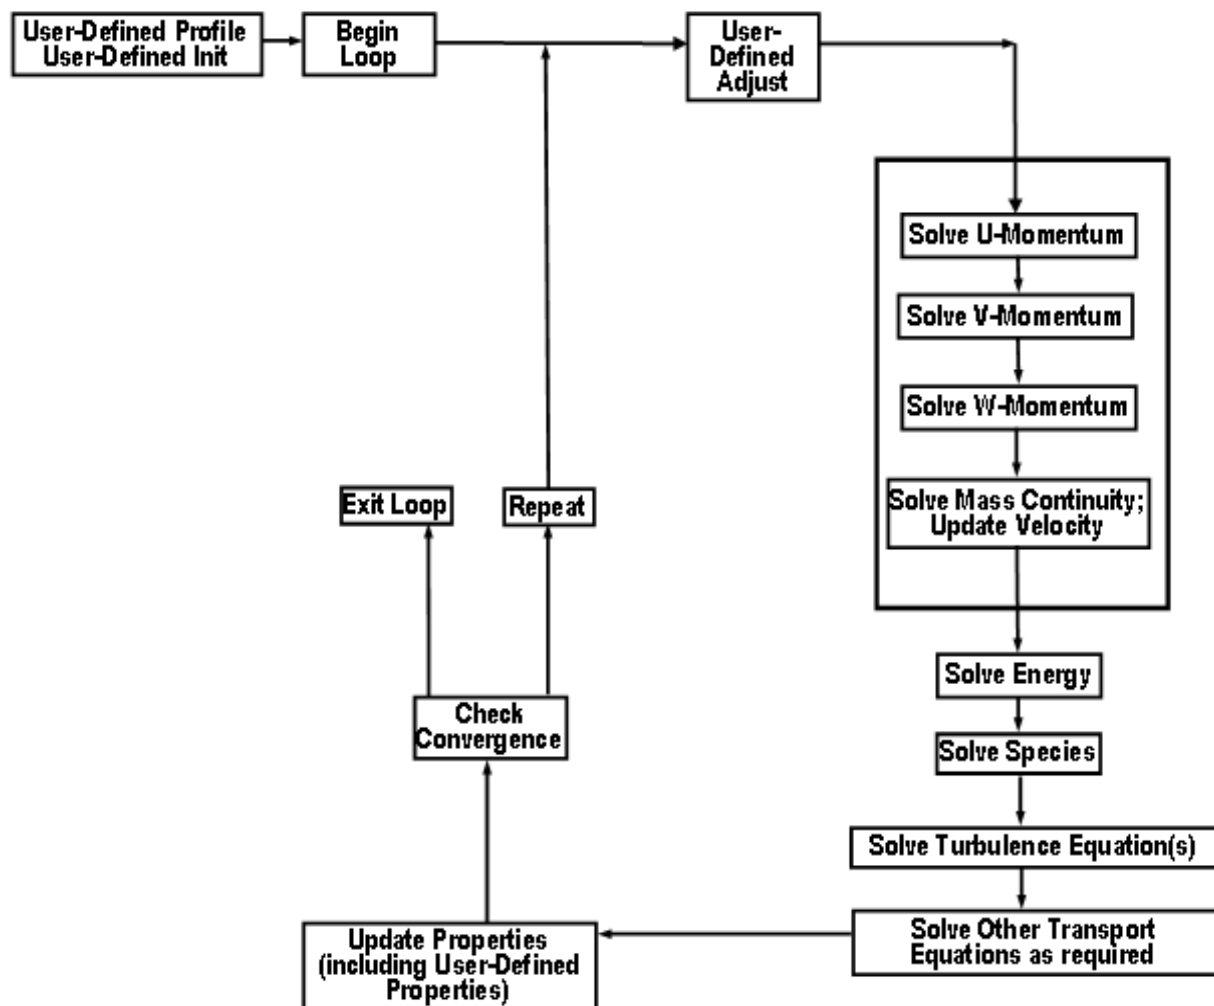 User-Defined Profile
User-Defined Init
Begin
Loop
User-
Defined
Adjust
Solve U-Momentum
Solve V-Momentum
Solve W-Momentum
Solve Mass Continuity;
Update Velocity
Exit Loop
Repeat
Solve Energy
Check
Convergence
Solve Species
Solve Turbulence Equation(s)
Solve Other Transport
Equations as required
Update Properties
(including User-Defined
Properties)